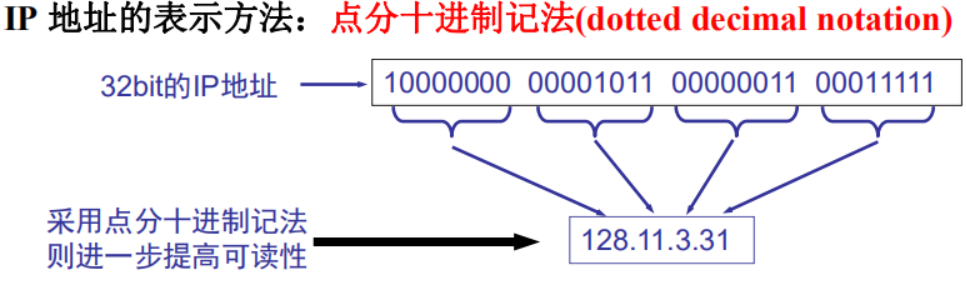 IP 地址的表示方法：点分十进制记法(dotted decimal notation)
32bit的IP地址
10000000 00001011 00000011 00011111
采用点分十进制记法
则进一步提高可读性
128.11.3.31